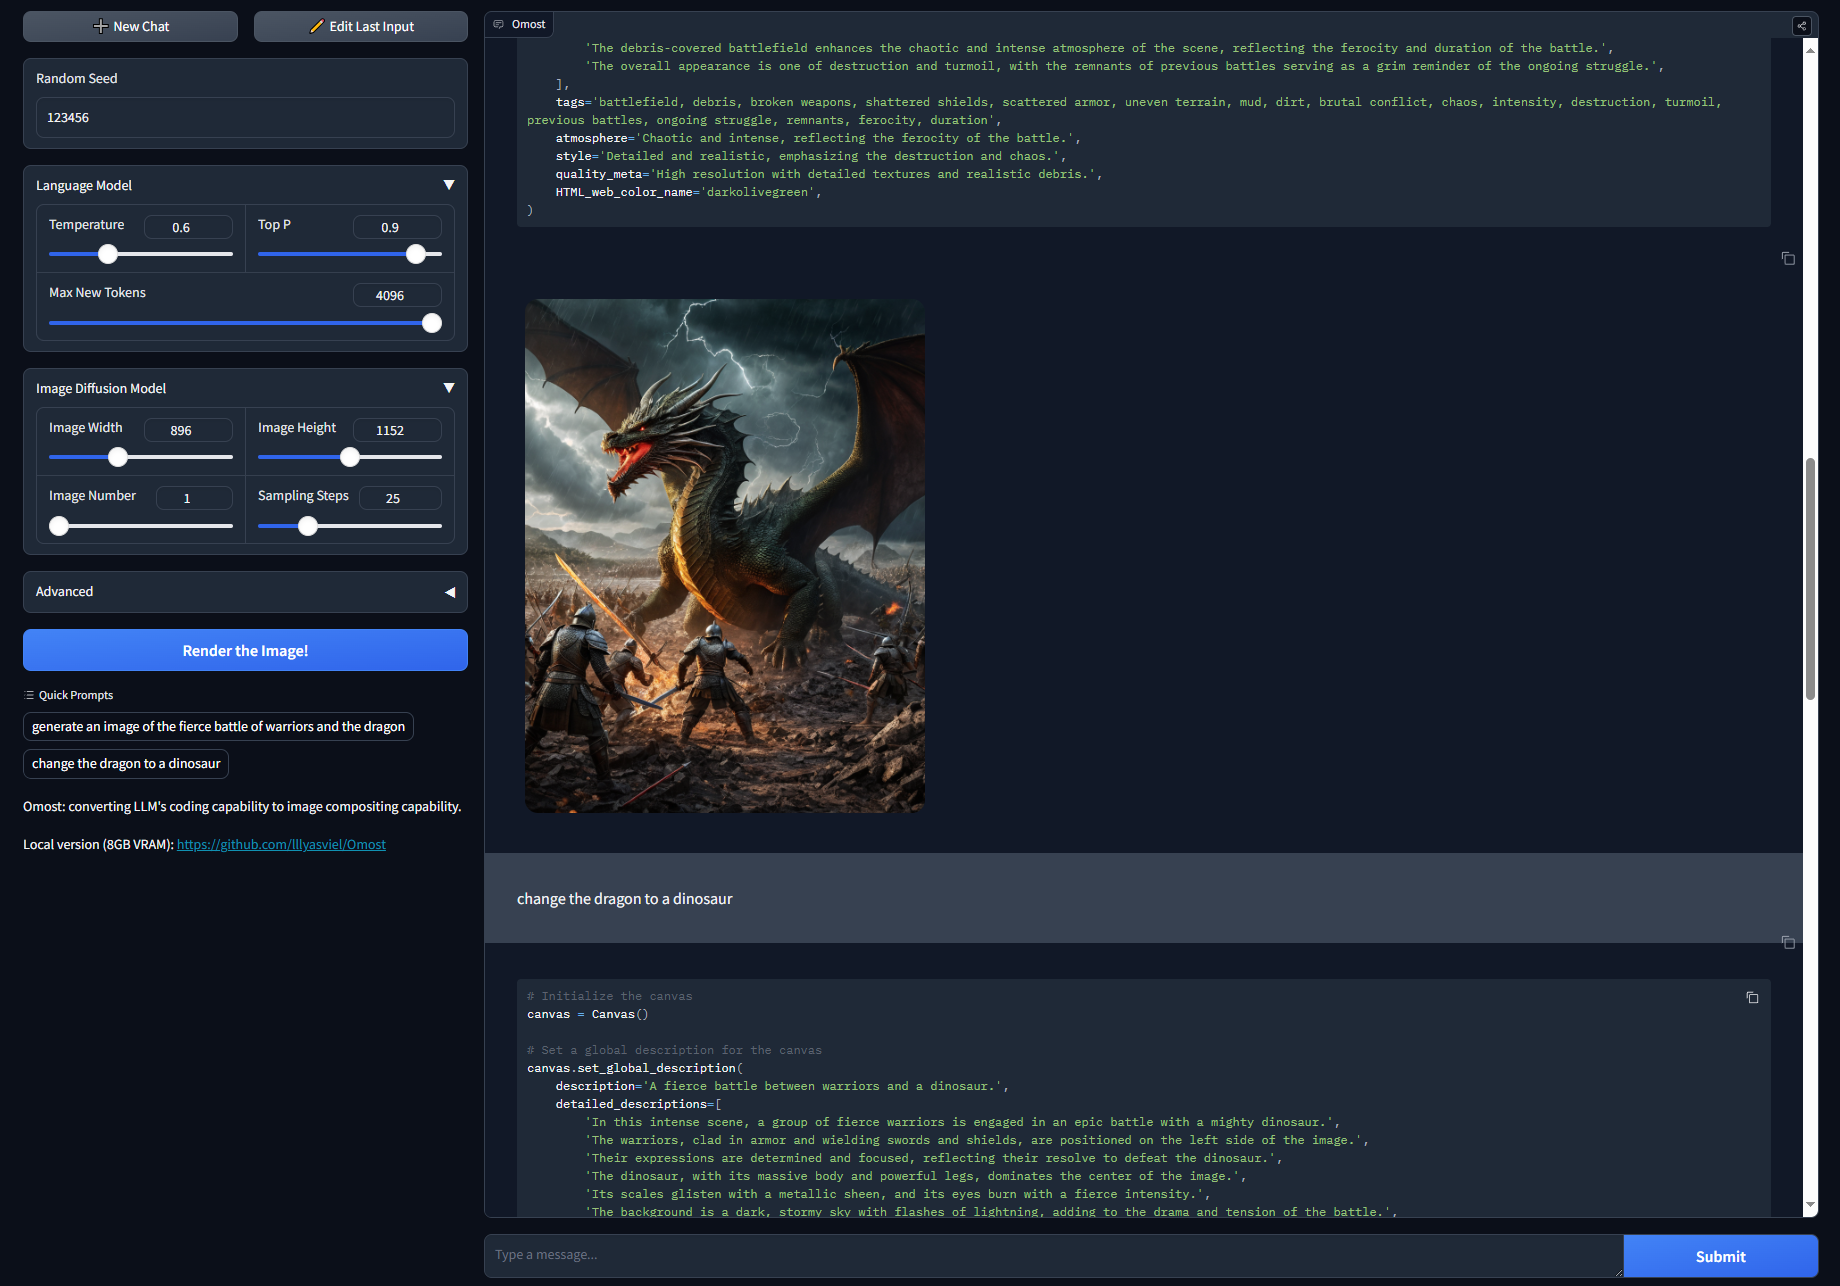 New Chat
Edit Last Input
Random Seed
123456
Language Model
Temperature
0.6
Top P
0.9
Max New Tokens
4096
Image Diffusion Model
Image Width
896
Image Height
1152
Image Number
1
Sampling Steps
25
Advanced
Render the Image!
Quick Prompts
generate an image of the fierce battle of warriors and the dragon
change the dragon to a dinosaur
Omost: converting LLM's coding capability to image compositing capability.
Local version (8GB VRAM): https://github.com/lllyasviel/Omost
Omost
'The debris-covered battlefield enhances the chaotic and intense atmosphere of the scene, reflecting the ferocity and duration of the battle.',
'The overall appearance is one of destruction and turmoil, with the remnants of previous battles serving as a grim reminder of the ongoing struggle.',
],
tags='battlefield, debris, broken weapons, shattered shields, scattered armor, uneven terrain, mud, dirt, brutal conflict, chaos, intensity, destruction, turmoil,
previous battles, ongoing struggle, remnants, ferocity, duration',
atmosphere='Chaotic and intense, reflecting the ferocity of the battle.',
style='Detailed and realistic, emphasizing the destruction and chaos.',
quality_meta='High resolution with detailed textures and realistic debris.',
HTML_web_color_name='darkolivegreen',
)
change the dragon to a dinosaur
# Initialize the canvas
canvas = Canvas()
# Set a global description for the canvas
canvas.set_global_description(
description='A fierce battle between warriors and a dinosaur.',
detailed_descriptions=[
'In this intense scene, a group of fierce warriors is engaged in an epic battle with a mighty dinosaur.',
'The warriors, clad in armor and wielding swords and shields, are positioned on the left side of the image.',
'Their expressions are determined and focused, reflecting their resolve to defeat the dinosaur.',
'The dinosaur, with its massive body and powerful legs, dominates the center of the image.',
'Its scales glisten with a metallic sheen, and its eyes burn with a fierce intensity.',
'The background is a dark, stormy sky with flashes of lightning, adding to the drama and tension of the battle.',
Type a message...
Submit